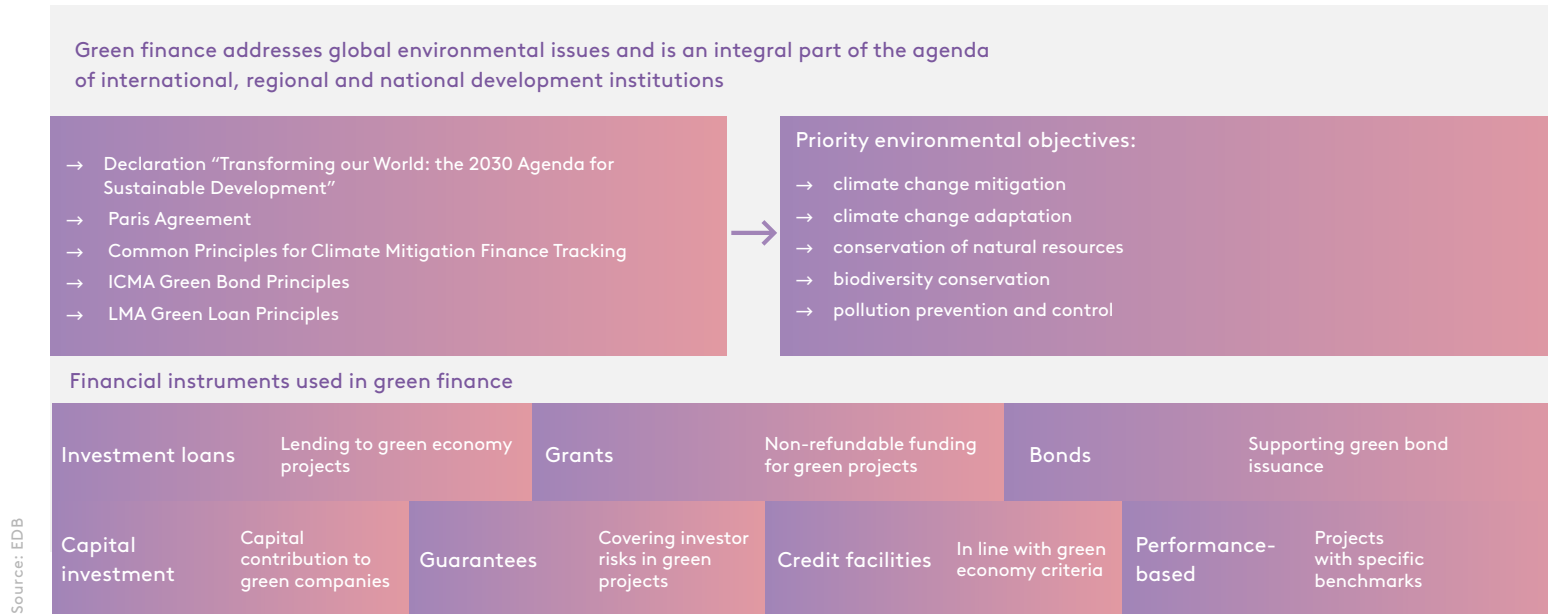 Green finance addresses global environmental issues and is an integral part of the agenda
of international, regional and national development institutions
→ Declaration “Transforming our World: the 2030 Agenda for
Sustainable Development”
→ Paris Agreement
→ Common Principles for Climate Mitigation Finance Tracking
→ ICMA Green Bond Principles
→ LMA Green Loan Principles
Priority environmental objectives:
→ climate change mitigation
→ climate change adaptation
→ conservation of natural resources
→ biodiversity conservation
→ pollution prevention and control
Financial instruments used in green finance
Investment loans
Lending to green economy
projects
Grants
Non-refundable funding
for green projects
Bonds
Supporting green bond
issuance
Capital
investment
Capital
contribution to
green companies
Guarantees
Covering investor
risks in green
projects
Credit facilities
In line with green
economy criteria
Performance-
based
Projects
with specific
benchmarks
Source: EDB